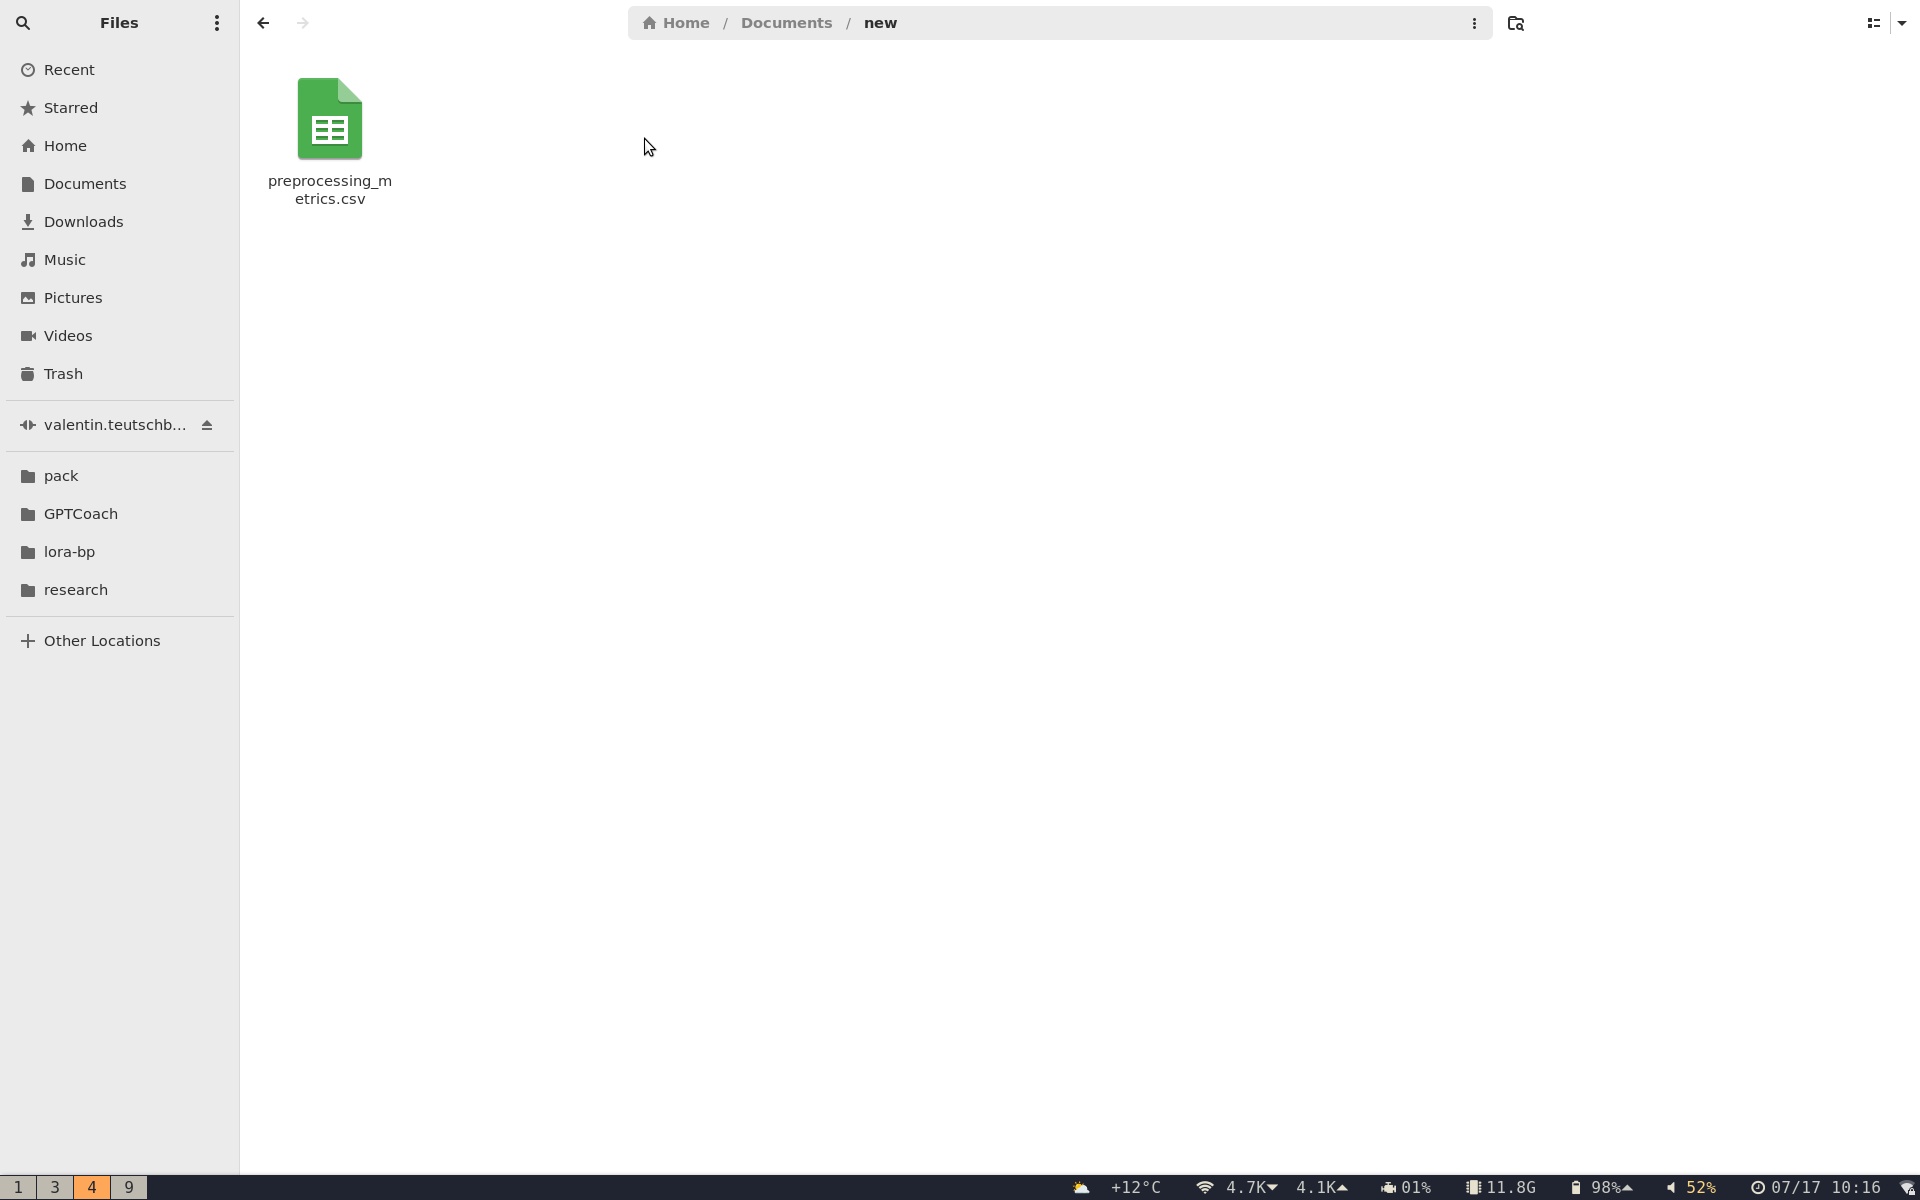 Files
Home / Documents / new
Recent
Starred
Home
Documents
Downloads
Music
Pictures
Videos
Trash
valentin.teutschb...
pack
GPTCoach
lora-bp
research
Other Locations
preprocessing_m
etrics.csv
1 3 4 9
+12°C 4.7K 4.1K 01% 11.8G 98% 52% 07/17 10:16